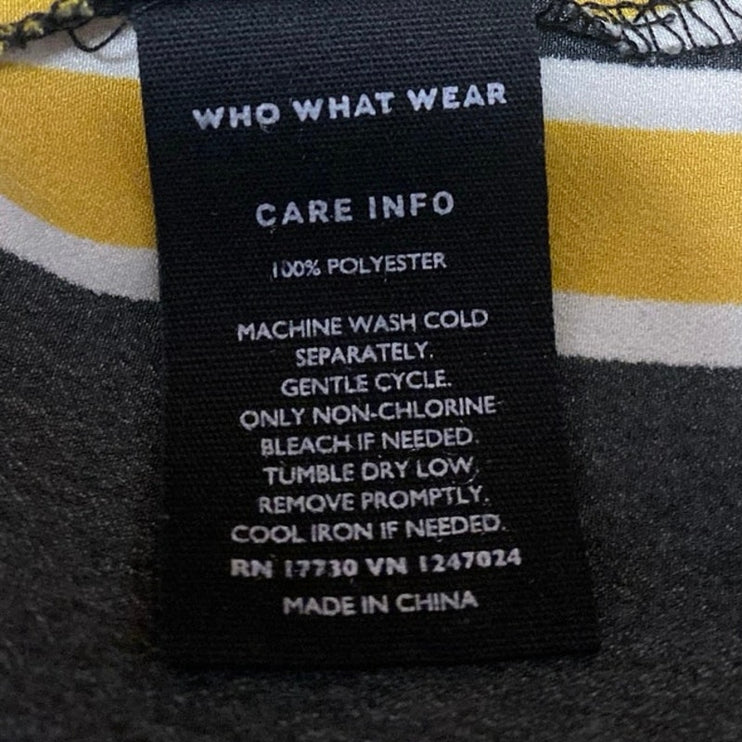 WHO WHAT WEAR
CARE INFO
100% POLYESTER
MACHINE WASH COLD
SEPARATELY.
GENTLE CYCLE.
ONLY NON-CHLORINE
BLEACH IF NEEDED.
TUMBLE DRY LOW.
REMOVE PROMPTLY.
COOL IRON IF NEEDED.
RN 17730 VN 1247024
MADE IN CHINA